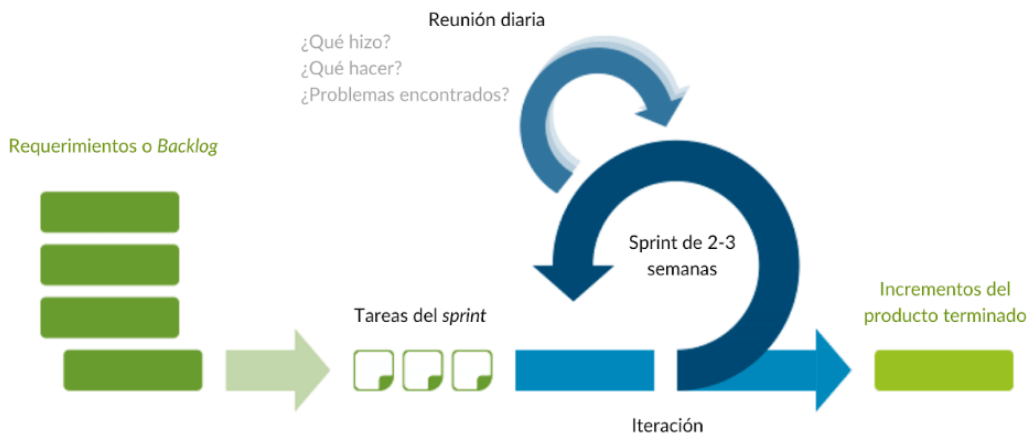 Reunión diaria
¿Qué hizo?
¿Qué hacer?
¿Problemas encontrados?
Requerimientos o Backlog
Sprint de 2-3
semanas
Tareas del sprint
Incrementos del
producto terminado
Iteración